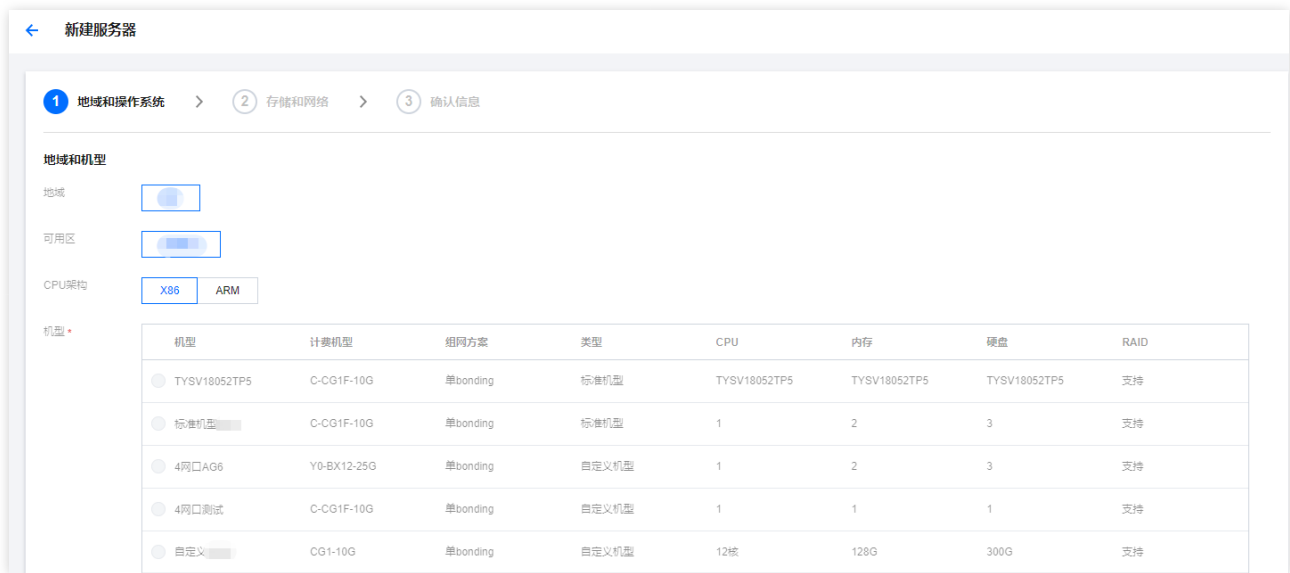 新建服务器
1 地域和操作系统 2 存储和网络 3 确认信息
地域和机型
地域
可用区
CPU架构 X86 ARM
机型 *
机型 计费机型 组网方案 类型 CPU 内存 硬盘 RAID
TYSV18052TP5 C-CG1F-10G 单bonding 标准机型 TYSV18052TP5 TYSV18052TP5 TYSV18052TP5 支持
标准机型 C-CG1F-10G 单bonding 标准机型 1 2 3 支持
4网口AG6 Y0-BX12-25G 单bonding 自定义机型 1 2 3 支持
4网口测试 C-CG1F-10G 单bonding 自定义机型 1 1 1 支持
自定义 CG1-10G 单bonding 自定义机型 12核 128G 300G 支持